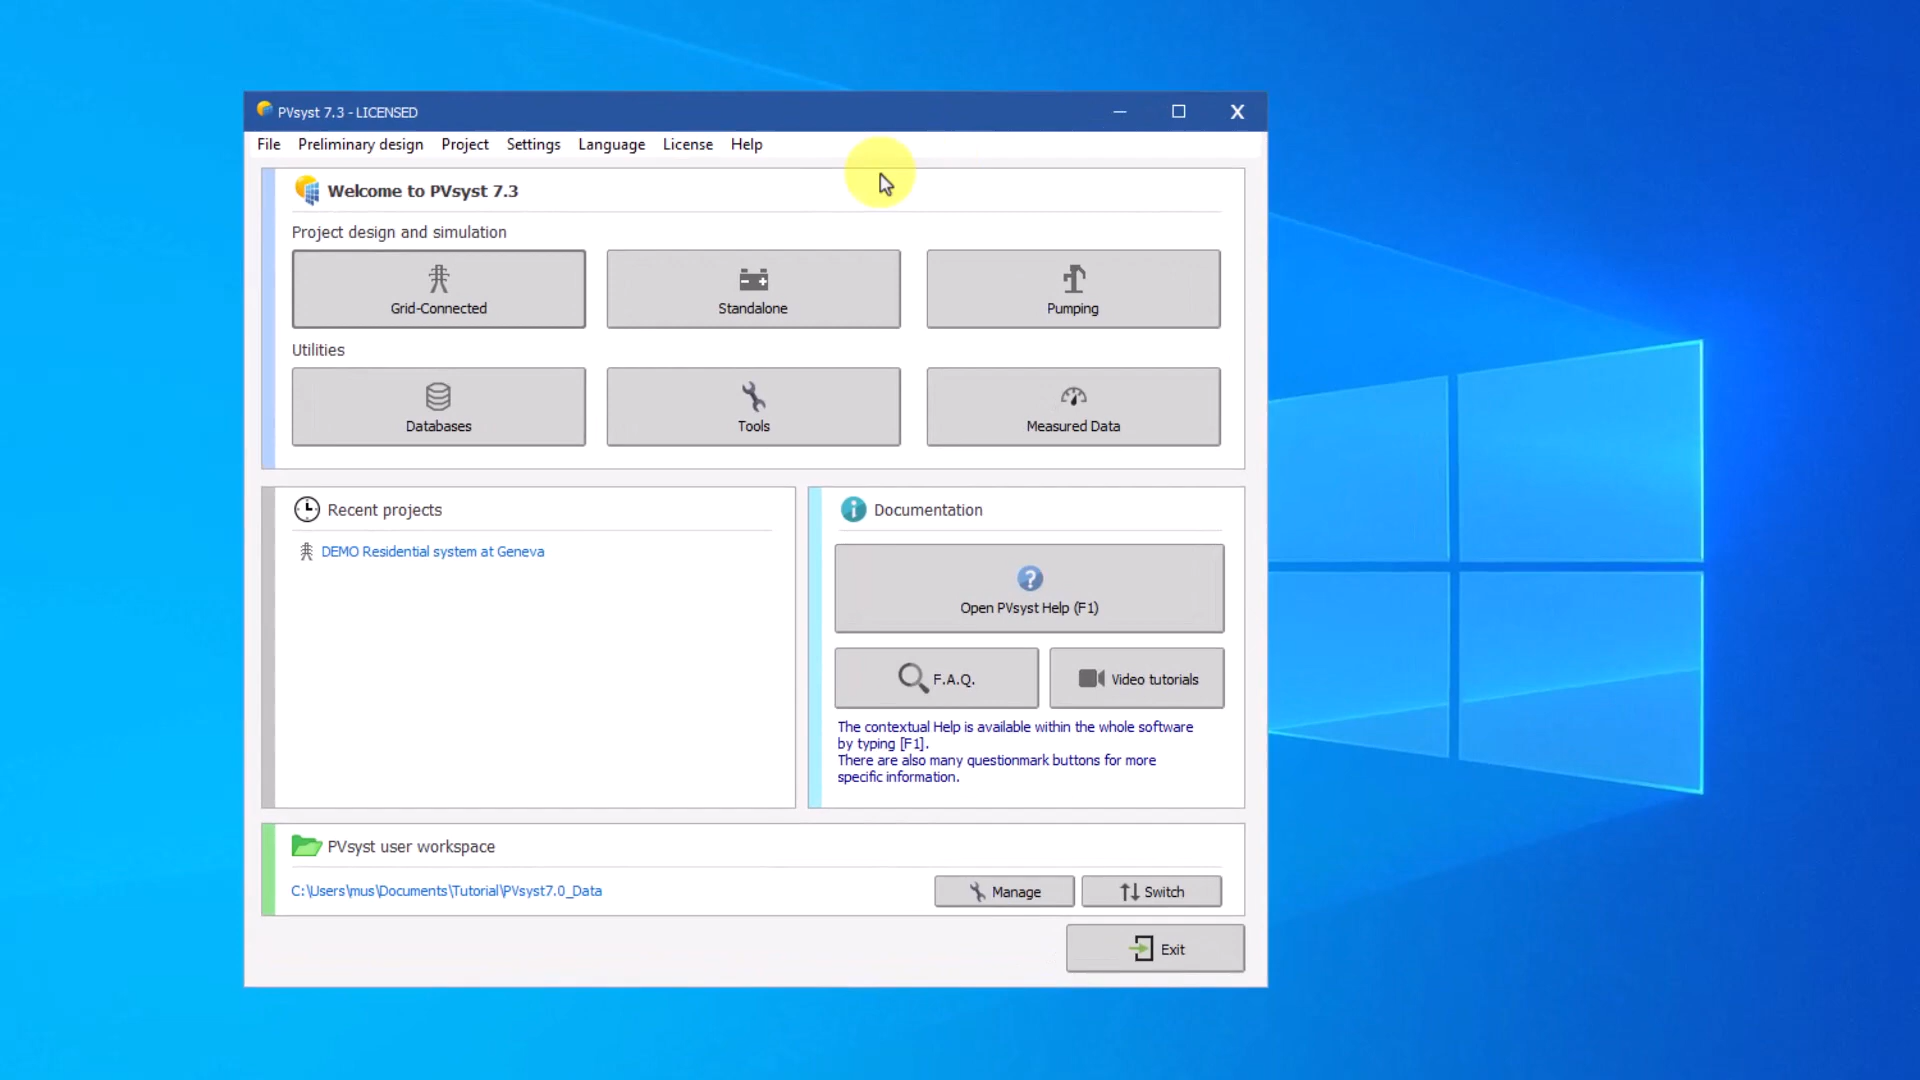 PVsyst 7.3 - LICENSED
File Preliminary design Project Settings Language License Help
Welcome to PVsyst 7.3
Project design and simulation
Grid-Connected
Standalone
Pumping
Utilities
Databases
Tools
Measured Data
Recent projects
DEMO Residential system at Geneva
Documentation
Open PVsyst Help (F1)
F.A.Q.
Video tutorials
The contextual Help is available within the whole software
by typing [F1].
There are also many questionmark buttons for more
specific information.
PVsyst user workspace
C:\Users\mus\Documents\Tutorial\PVsyst7.0_Data
Manage
Switch
Exit